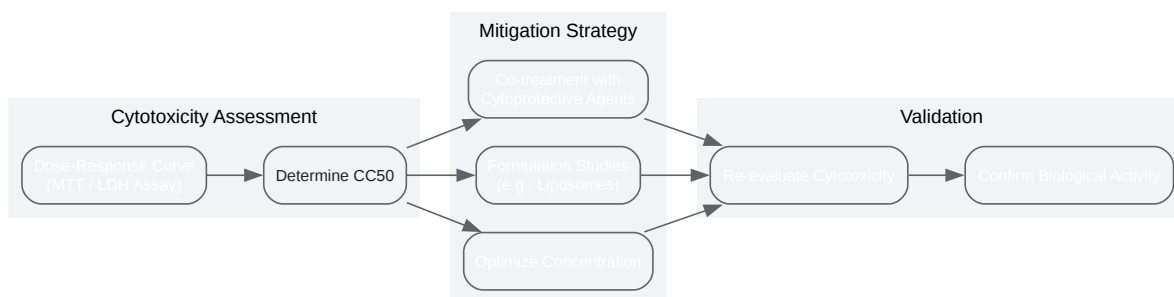 Cytotoxicity Assessment
Dose-Response Curve
(MTT / LDH Assay)
Determine CC50
Mitigation Strategy
Co-treatment with
Cytoprotective Agents
Formulation Studies
(e.g., Liposomes)
Optimize Concentration
Validation
Re-evaluate Cytotoxicity
Confirm Biological Activity